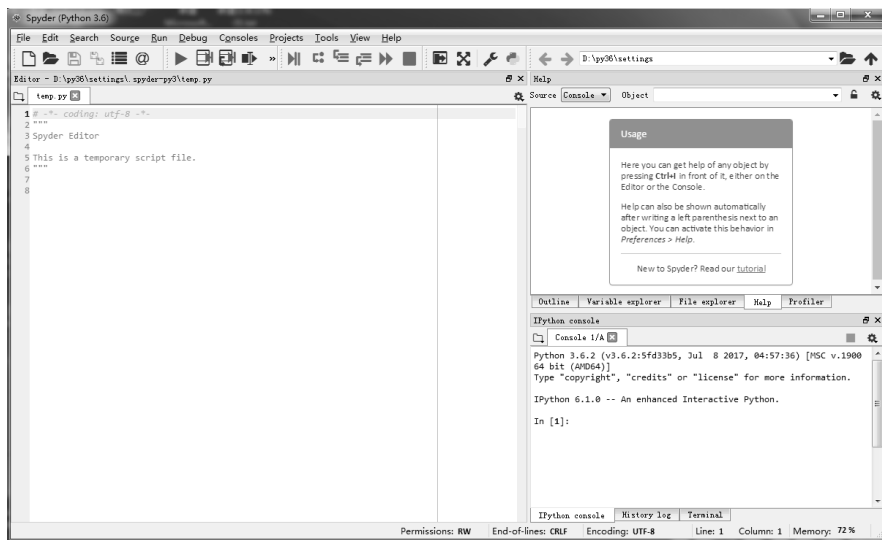 Spyder (Python 3.6)
File Edit Search Source Run Debug Consoles Projects Tools View Help
D:\py36\settings
Editor - D:\py36\settings\.spyder-py3\temp.py
temp.py
1 # -*- coding: utf-8 -*-
2 """
3 Spyder Editor
4
5 This is a temporary script file.
6 """
7
8
Help
Source Console Object
Usage
Here you can get help of any object by
pressing Ctrl+I in front of it, either on the
Editor or the Console.
Help can also be shown automatically
after writing a left parenthesis next to an
object. You can activate this behavior in
Preferences > Help.
New to Spyder? Read our tutorial
Outline Variable explorer File explorer Help Profiler
IPython console
Console 1/A
Python 3.6.2 (v3.6.2:5fd33b5, Jul 8 2017, 04:57:36) [MSC v.1900
64 bit (AMD64)]
Type "copyright", "credits" or "license" for more information.
IPython 6.1.0 -- An enhanced Interactive Python.
In [1]:
IPython console History log Terminal
Permissions: RW End-of-lines: CRLF Encoding: UTF-8 Line: 1 Column: 1 Memory: 72 %